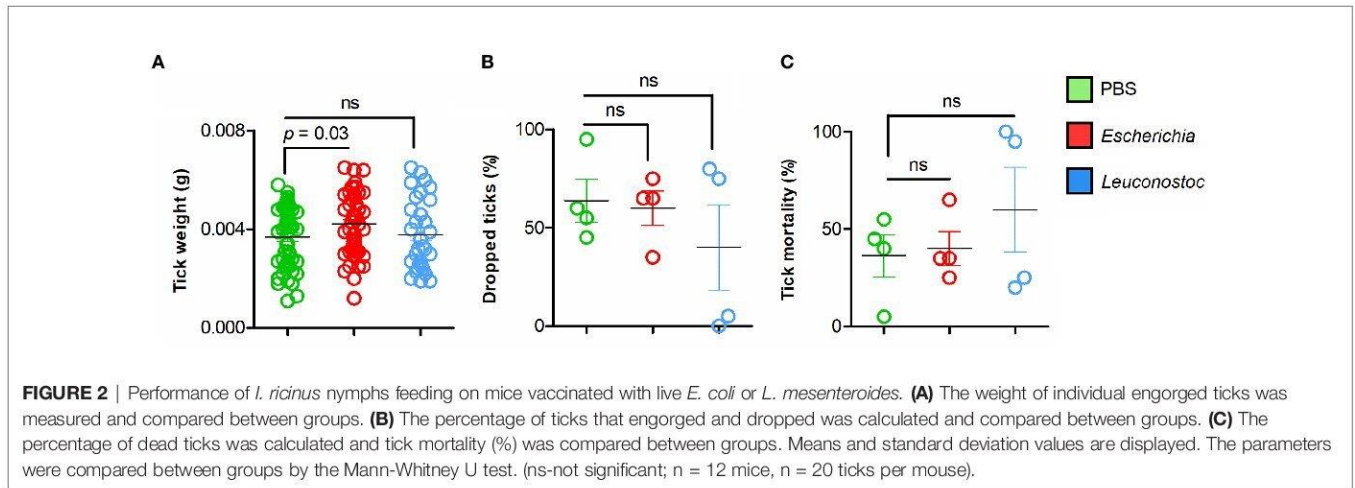 A
B
C
ns
p = 0.03
0.008
0.004
0.000
Tick weight (g)
ns
ns
100
50
0
Dropped ticks (%)
ns
ns
100
50
0
Tick mortality (%)
PBS
Escherichia
Leuconostoc
FIGURE 2 | Performance of I. ricinus nymphs feeding on mice vaccinated with live E. coli or L. mesenteroides. (A) The weight of individual engorged ticks was
measured and compared between groups. (B) The percentage of ticks that engorged and dropped was calculated and compared between groups. (C) The
percentage of dead ticks was calculated and tick mortality (%) was compared between groups. Means and standard deviation values are displayed. The parameters
were compared between groups by the Mann-Whitney U test. (ns-not significant; n = 12 mice, n = 20 ticks per mouse).